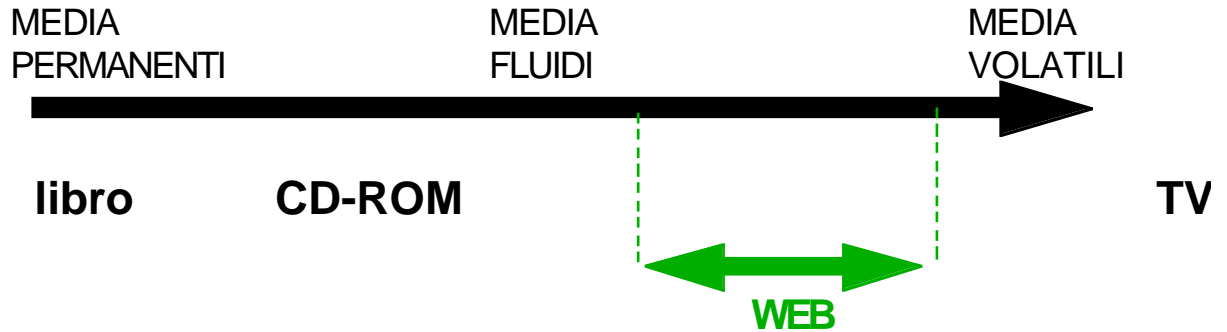 MEDIA PERMANENTI
MEDIA FLUIDI
MEDIA VOLATILI
libro
CD-ROM
TV
WEB